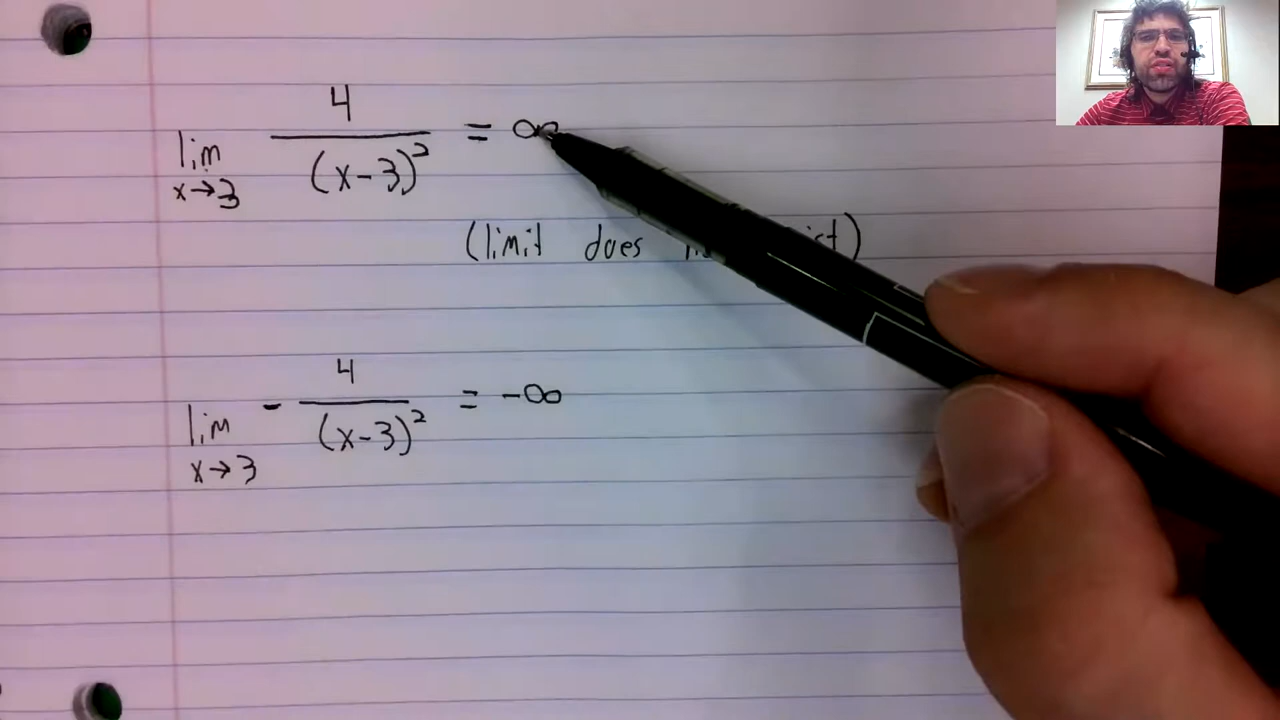 lim x→3 4/(x-3)² = ∞
(limit does
lim x→3 - 4/(x-3)² = -∞